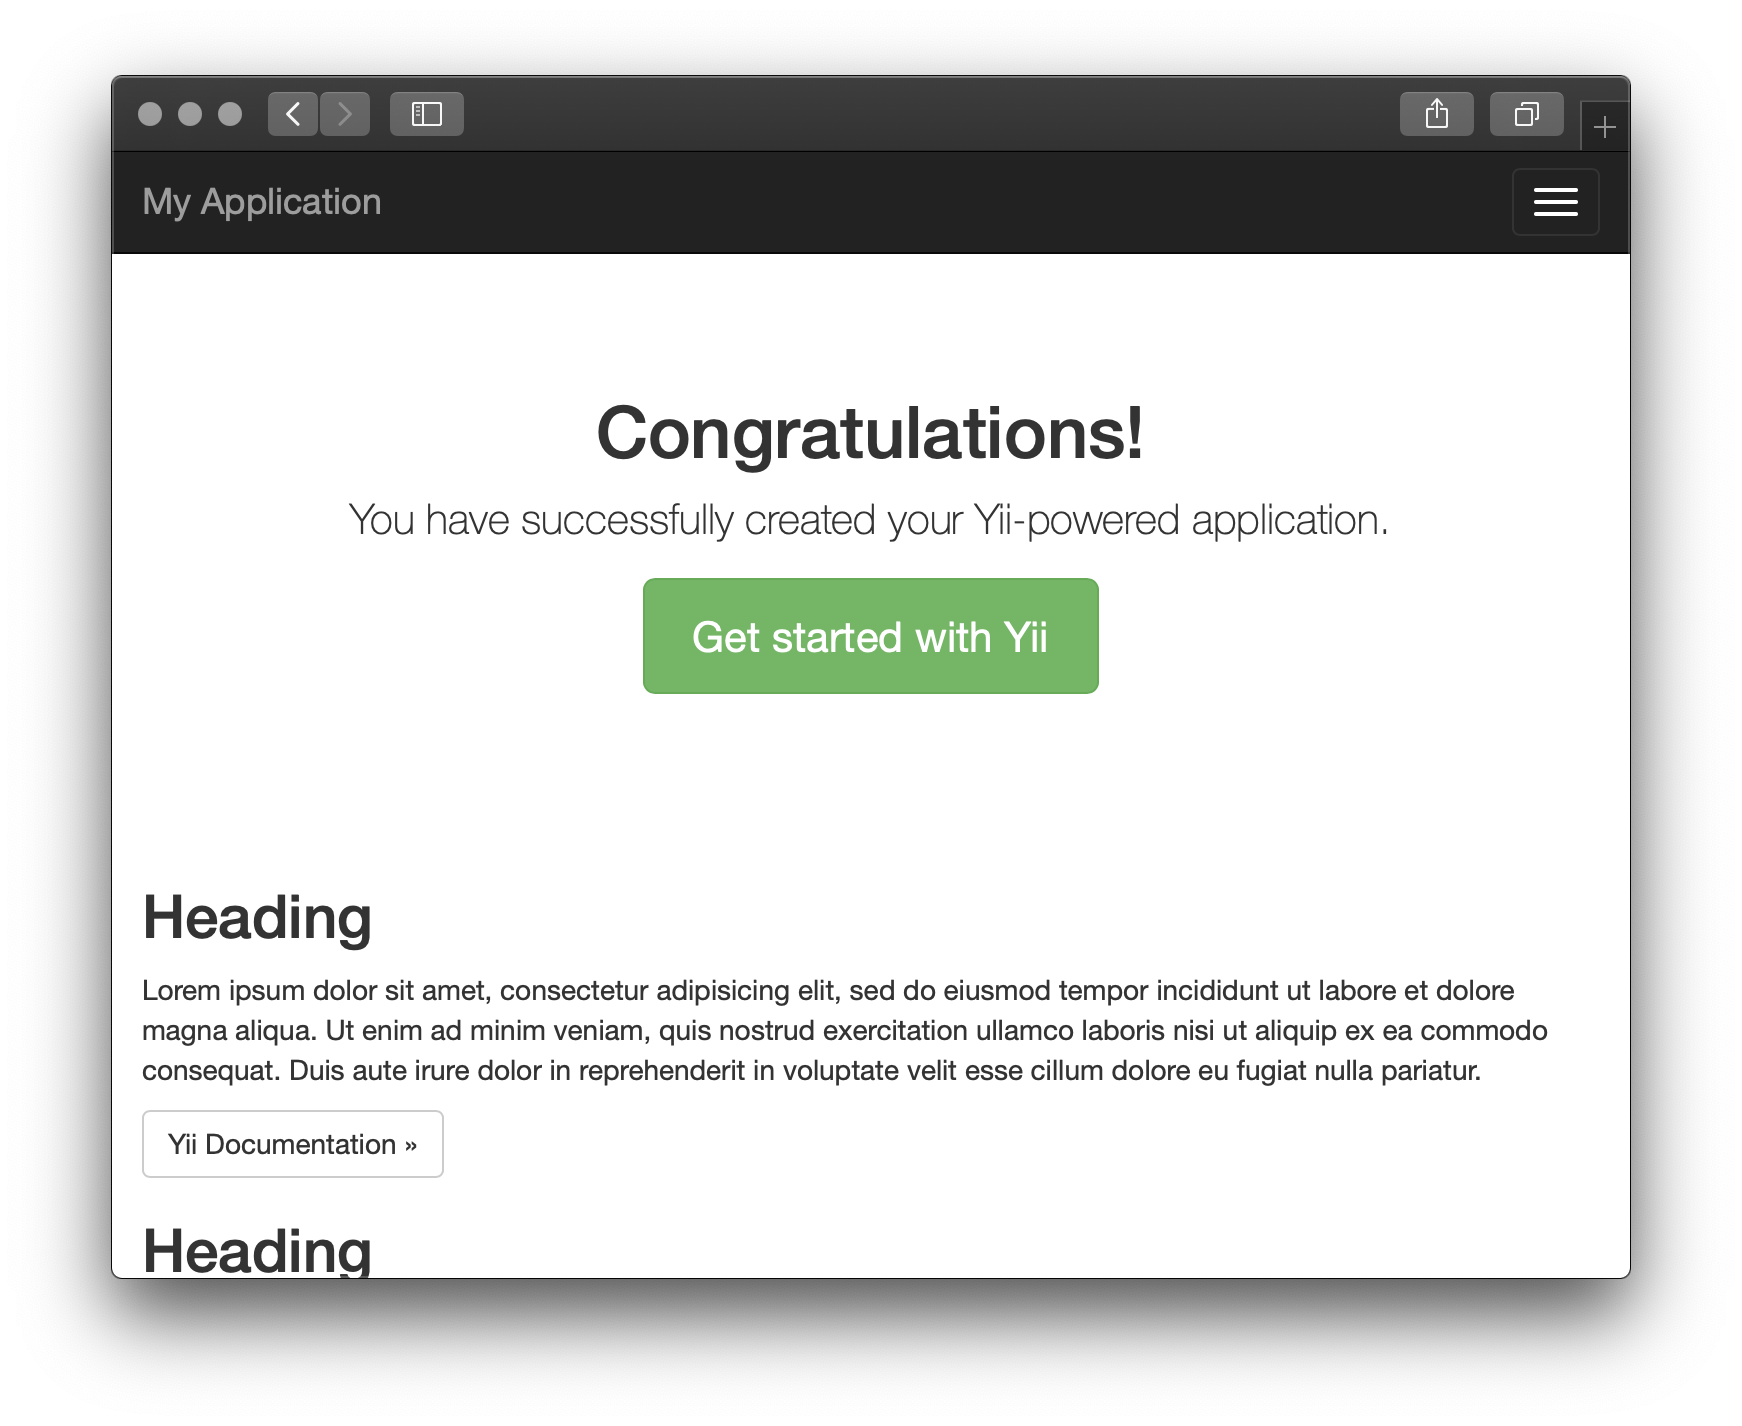 My Application
Congratulations!
You have successfully created your Yii-powered application.
Get started with Yii
Heading
Lorem ipsum dolor sit amet, consectetur adipisicing elit, sed do eiusmod tempor incididunt ut labore et dolore
magna aliqua. Ut enim ad minim veniam, quis nostrud exercitation ullamco laboris nisi ut aliquip ex ea commodo
consequat. Duis aute irure dolor in reprehenderit in voluptate velit esse cillum dolore eu fugiat nulla pariatur.
Yii Documentation »
Heading